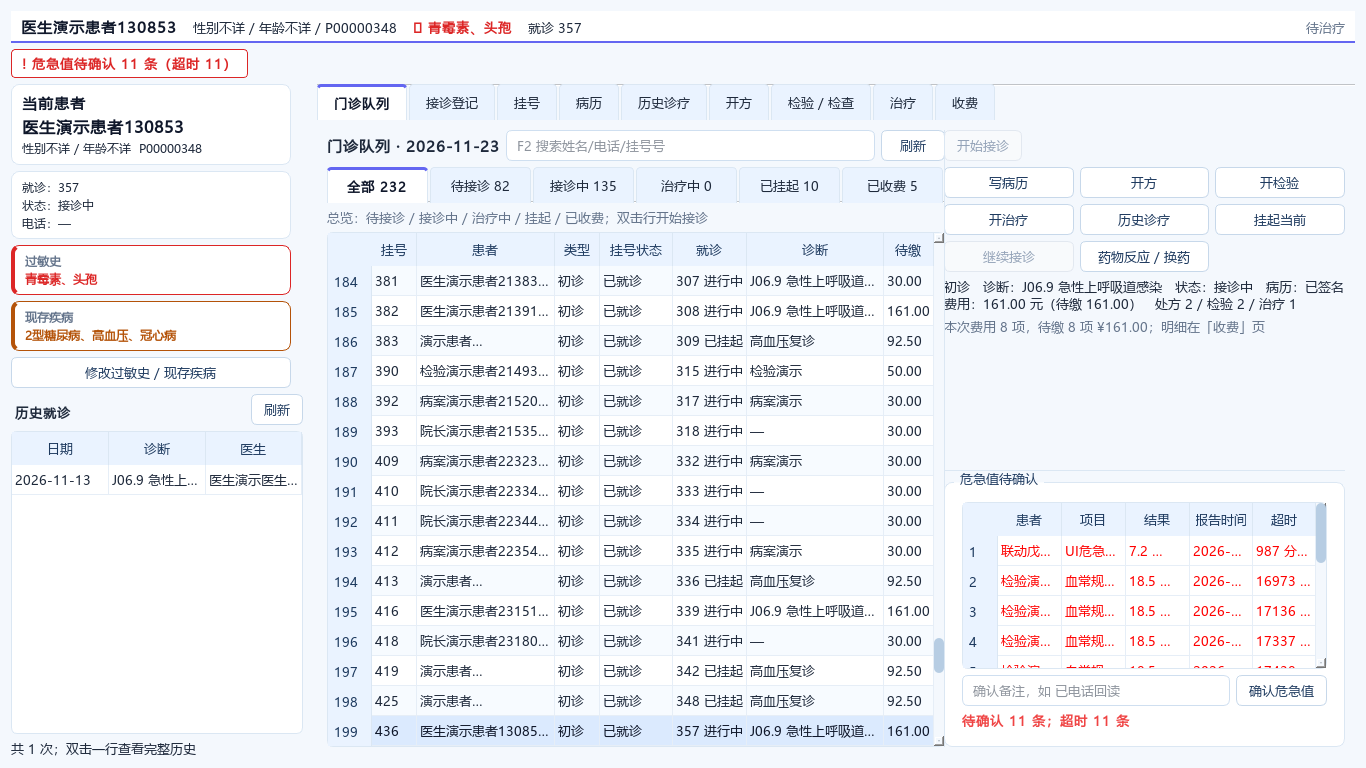 医生演示患者130853 性别不详 / 年龄不详 / P00000348 青霉素、头孢 就诊 357 待治疗
! 危急值待确认 11 条（超时 11）
当前患者
医生演示患者130853
性别不详 / 年龄不详 P00000348
就诊: 357
状态: 接诊中
电话: —
过敏史
青霉素、头孢
现存疾病
2型糖尿病、高血压、冠心病
修改过敏史 / 现存疾病
历史就诊 刷新
日期 诊断 医生
2026-11-13 J06.9 急性上... 医生演示医生...
共 1 次；双击一行查看完整历史
门诊队列 接诊登记 挂号 病历 历史诊疗 开方 检验 / 检查 治疗 收费
门诊队列 · 2026-11-23 F2 搜索姓名/电话/挂号号 刷新 开始接诊
全部 232 待接诊 82 接诊中 135 治疗中 0 已挂起 10 已收费 5
总览: 待接诊 / 接诊中 / 治疗中 / 挂起 / 已收费；双击行开始接诊
挂号 患者 类型 挂号状态 就诊 诊断 待缴
184 381 医生演示患者21383... 初诊 已就诊 307 进行中 J06.9 急性上呼吸道... 30.00
185 382 医生演示患者21391... 初诊 已就诊 308 进行中 J06.9 急性上呼吸道... 161.00
186 383 演示患者... 初诊 已就诊 309 已挂起 高血压复诊 92.50
187 390 检验演示患者21493... 初诊 已就诊 315 进行中 检验演示 50.00
188 392 病案演示患者21520... 初诊 已就诊 317 进行中 病案演示 30.00
189 393 院长演示患者21535... 初诊 已就诊 318 进行中 — 30.00
190 409 病案演示患者22323... 初诊 已就诊 332 进行中 病案演示 30.00
191 410 院长演示患者22334... 初诊 已就诊 333 进行中 — 30.00
192 411 院长演示患者22344... 初诊 已就诊 334 进行中 — 30.00
193 412 病案演示患者22354... 初诊 已就诊 335 进行中 病案演示 30.00
194 413 演示患者... 初诊 已就诊 336 已挂起 高血压复诊 92.50
195 416 医生演示患者23151... 初诊 已就诊 339 进行中 J06.9 急性上呼吸道... 161.00
196 418 院长演示患者23180... 初诊 已就诊 341 进行中 — 30.00
197 419 演示患者... 初诊 已就诊 342 已挂起 高血压复诊 92.50
198 425 演示患者... 初诊 已就诊 348 已挂起 高血压复诊 92.50
199 436 医生演示患者13085... 初诊 已就诊 357 进行中 J06.9 急性上呼吸道... 161.00
写病历 开方 开检验
开治疗 历史诊疗 挂起当前
继续接诊 药物反应 / 换药
初诊 诊断: J06.9 急性上呼吸道感染 状态: 接诊中 病历: 已签名
费用: 161.00 元（待缴 161.00） 处方 2 / 检验 2 / 治疗 1
本次费用 8 项，待缴 8 项 ¥161.00；明细在「收费」页
危急值待确认
患者 项目 结果 报告时间 超时
1 联动戊... UI危急... 7.2 ... 2026-... 987 分...
2 检验演... 血常规... 18.5 ... 2026-... 16973 ...
3 检验演... 血常规... 18.5 ... 2026-... 17136 ...
4 检验演... 血常规... 18.5 ... 2026-... 17337 ...
确认备注，如 已电话回读 确认危急值
待确认 11 条；超时 11 条